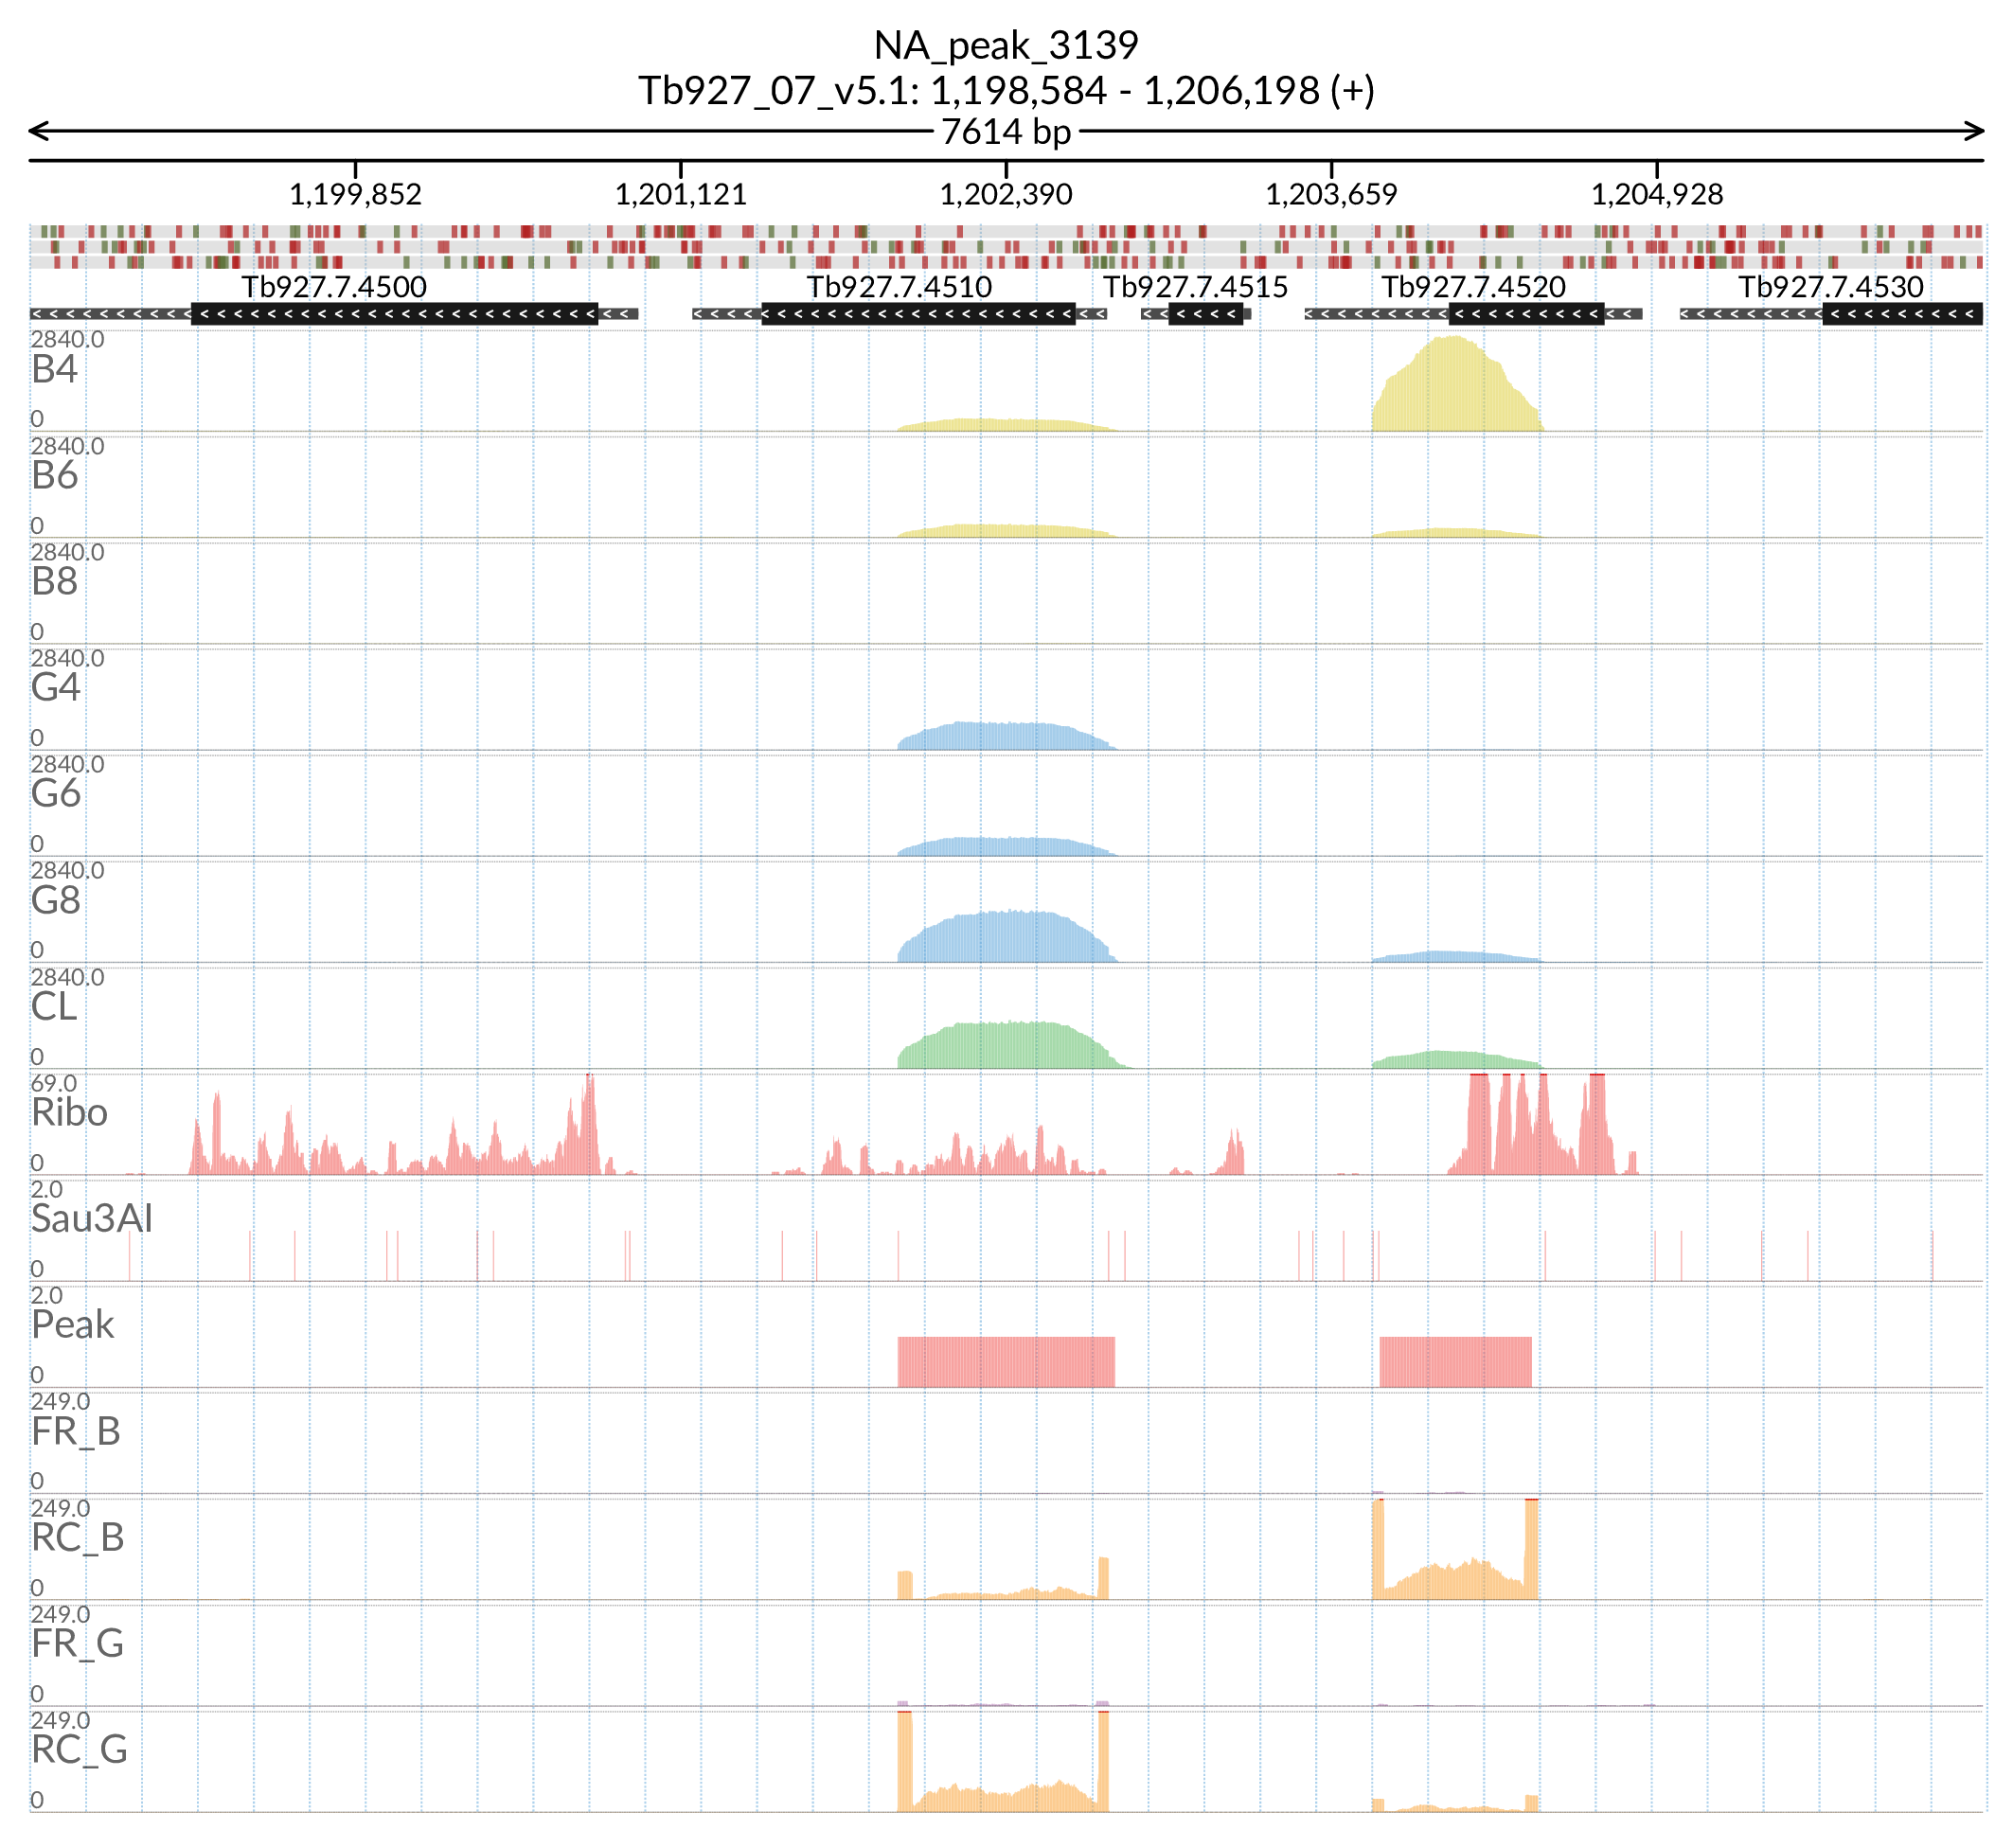 NA_peak_3139
Tb927_07_v5.1: 1,198,584 - 1,206,198 (+)
7614 bp
1,199,852 1,201,121 1,202,390 1,203,659 1,204,928
Tb927.7.4500 Tb927.7.4510 Tb927.7.4515 Tb927.7.4520 Tb927.7.4530
2840.0
B4
0
2840.0
B6
0
2840.0
B8
0
2840.0
G4
0
2840.0
G6
0
2840.0
G8
0
2840.0
CL
0
69.0
Ribo
0
2.0
Sau3AI
0
2.0
Peak
0
249.0
FR_B
0
249.0
RC_B
0
249.0
FR_G
0
249.0
RC_G
0